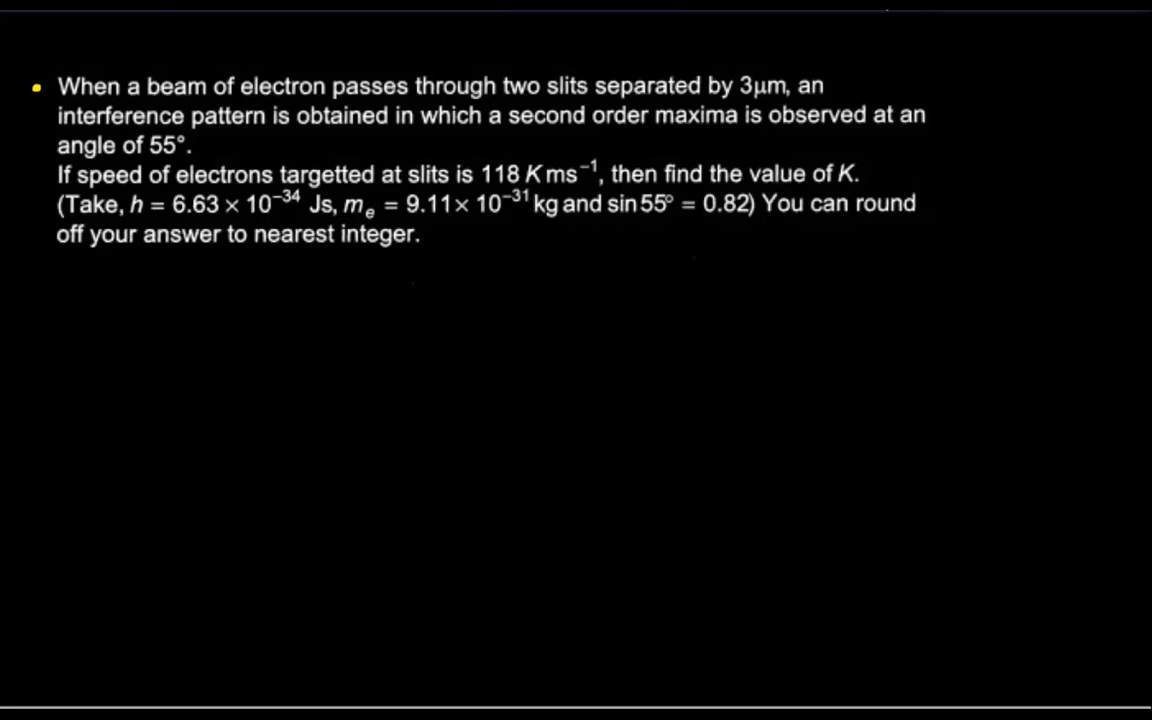 • When a beam of electron passes through two slits separated by 3μm, an
interference pattern is obtained in which a second order maxima is observed at an
angle of 55°.
If speed of electrons targetted at slits is 118 K ms⁻¹, then find the value of K.
(Take, h = 6.63 × 10⁻³⁴ Js, mₑ = 9.11× 10⁻³¹ kg and sin 55° = 0.82) You can round
off your answer to nearest integer.